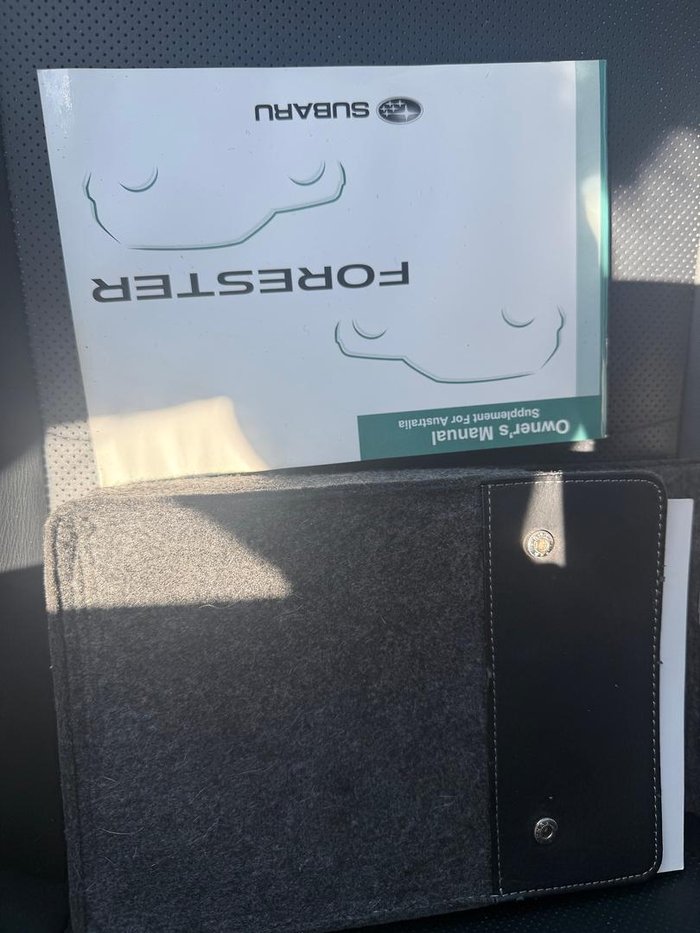 Owner's Manual
Supplement For Australia
FORESTER
SUBARU